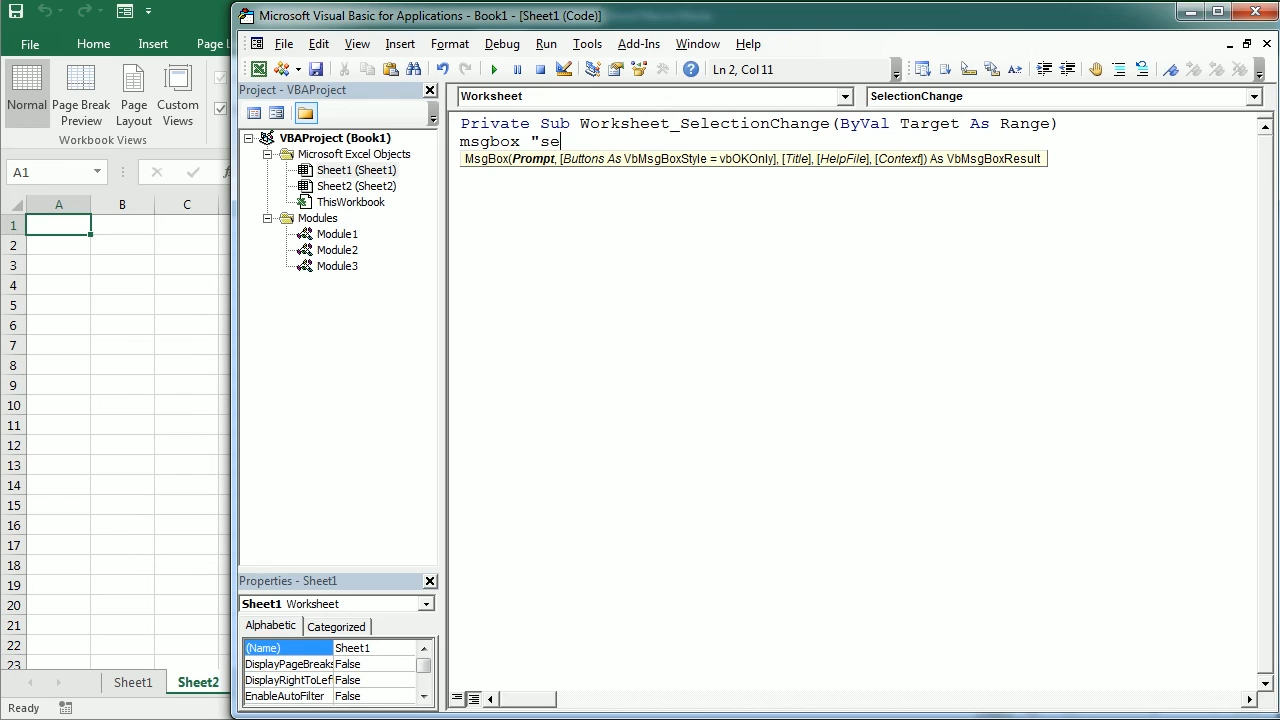 File Home Insert Page L
Normal Page Break Preview Page Layout Custom Views
Workbook Views
A1
A B C
1
2
3
4
5
6
7
8
9
10
11
12
13
14
15
16
17
18
19
20
21
22
23
Sheet1 Sheet2
Ready
Microsoft Visual Basic for Applications - Book1 - [Sheet1 (Code)]
File Edit View Insert Format Debug Run Tools Add-Ins Window Help
Ln 2, Col 11
Project - VBAProject
VBAProject (Book1)
Microsoft Excel Objects
Sheet1 (Sheet1)
Sheet2 (Sheet2)
ThisWorkbook
Modules
Module1
Module2
Module3
Properties - Sheet1
Sheet1 Worksheet
Alphabetic Categorized
(Name) Sheet1
DisplayPageBreaks False
DisplayRightToLeft False
EnableAutoFilter False
Worksheet SelectionChange
Private Sub Worksheet_SelectionChange(ByVal Target As Range)
msgbox "se
MsgBox(Prompt, [Buttons As VbMsgBoxStyle = vbOKOnly], [Title], [HelpFile], [Context]) As VbMsgBoxResult